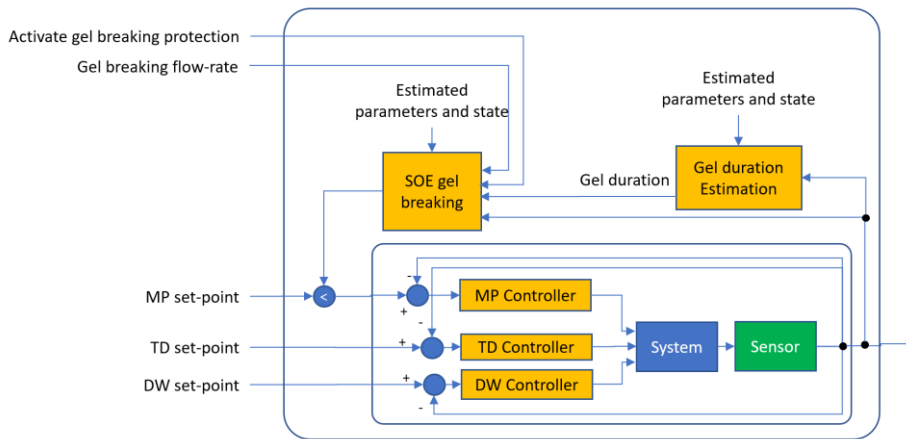 Activate gel breaking protection
Gel breaking flow-rate
Estimated
parameters and state
Estimated
parameters and state
SOE gel
breaking
Gel duration
Gel duration
Estimation
MP set-point
<
-
+
MP Controller
-
TD set-point
+
TD Controller
System
Sensor
DW set-point
+
DW Controller
-